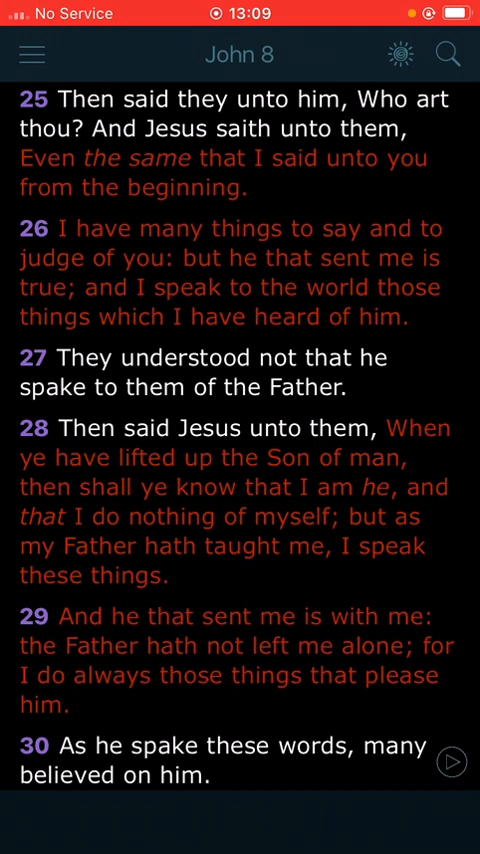 No Service 13:09
John 8
25 Then said they unto him, Who art
thou? And Jesus saith unto them,
Even the same that I said unto you
from the beginning.
26 I have many things to say and to
judge of you: but he that sent me is
true; and I speak to the world those
things which I have heard of him.
27 They understood not that he
spake to them of the Father.
28 Then said Jesus unto them, When
ye have lifted up the Son of man,
then shall ye know that I am he, and
that I do nothing of myself; but as
my Father hath taught me, I speak
these things.
29 And he that sent me is with me:
the Father hath not left me alone; for
I do always those things that please
him.
30 As he spake these words, many
believed on him.